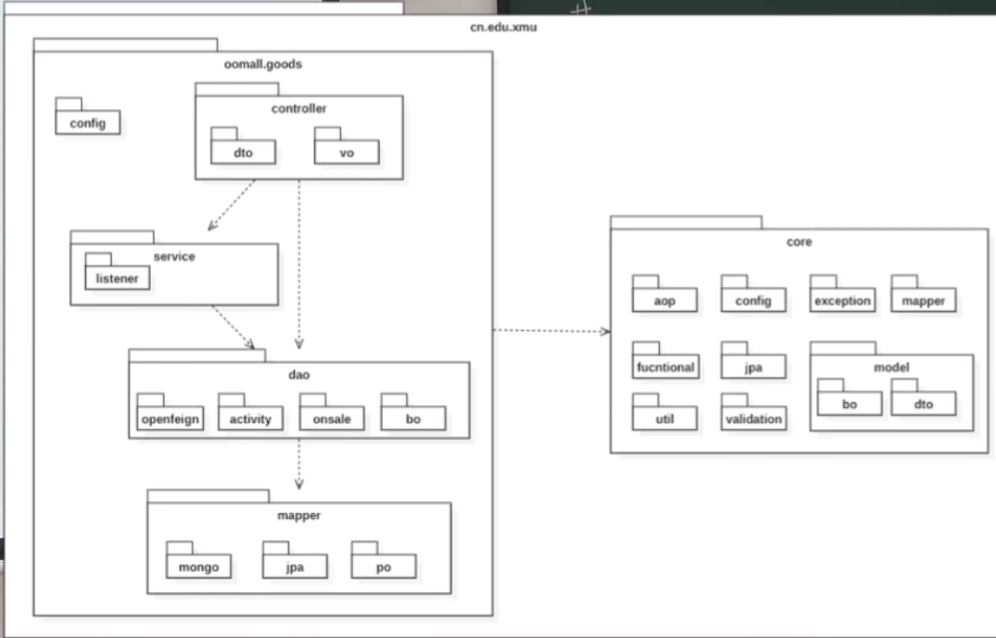 cn.edu.xmu
oomall.goods
config
controller
dto
vo
service
listener
dao
openfeign
activity
onsale
bo
mapper
mongo
jpa
po
core
aop
config
exception
mapper
fucntional
jpa
model
bo
dto
util
validation